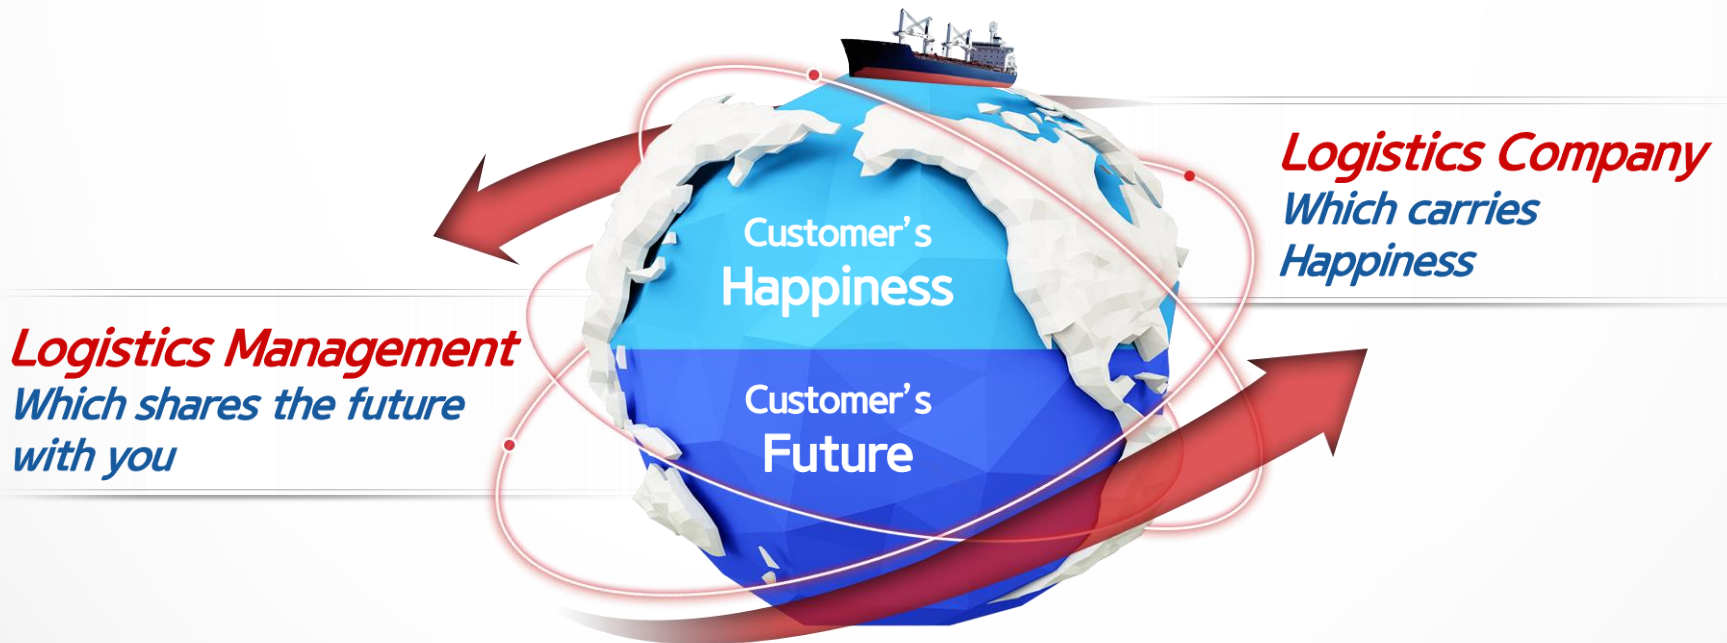 Logistics Company
Which carries
Happiness
Customer's
Happiness
Logistics Management
Which shares the future
with you
Customer's
Future